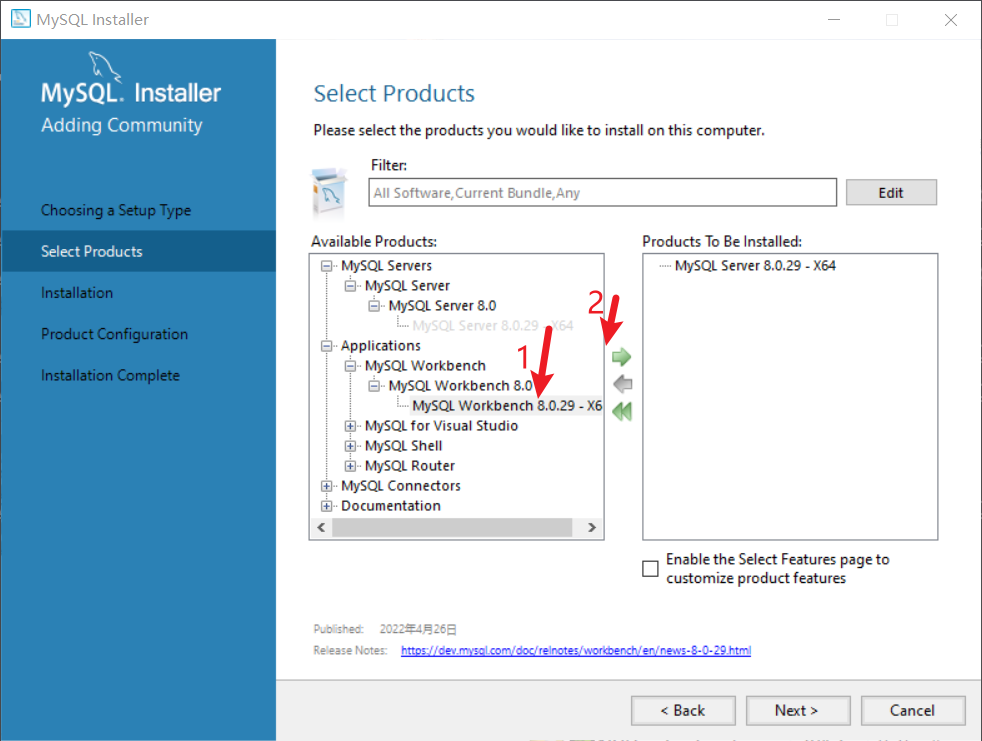 MySQL Installer
MySQL. Installer
Adding Community
Choosing a Setup Type
Select Products
Installation
Product Configuration
Installation Complete
Select Products
Please select the products you would like to install on this computer.
Filter:
All Software,Current Bundle,Any
Edit
Available Products:
MySQL Servers
MySQL Server
MySQL Server 8.0
MySQL Server 8.0.29 - X64
Applications
MySQL Workbench
MySQL Workbench 8.0
MySQL Workbench 8.0.29 - X6
MySQL for Visual Studio
MySQL Shell
MySQL Router
MySQL Connectors
Documentation
1
2
Products To Be Installed:
MySQL Server 8.0.29 - X64
Enable the Select Features page to
customize product features
Published: 2022年4月26日
Release Notes: https://dev.mysql.com/doc/relnotes/workbench/en/news-8-0-29.html
< Back
Next >
Cancel